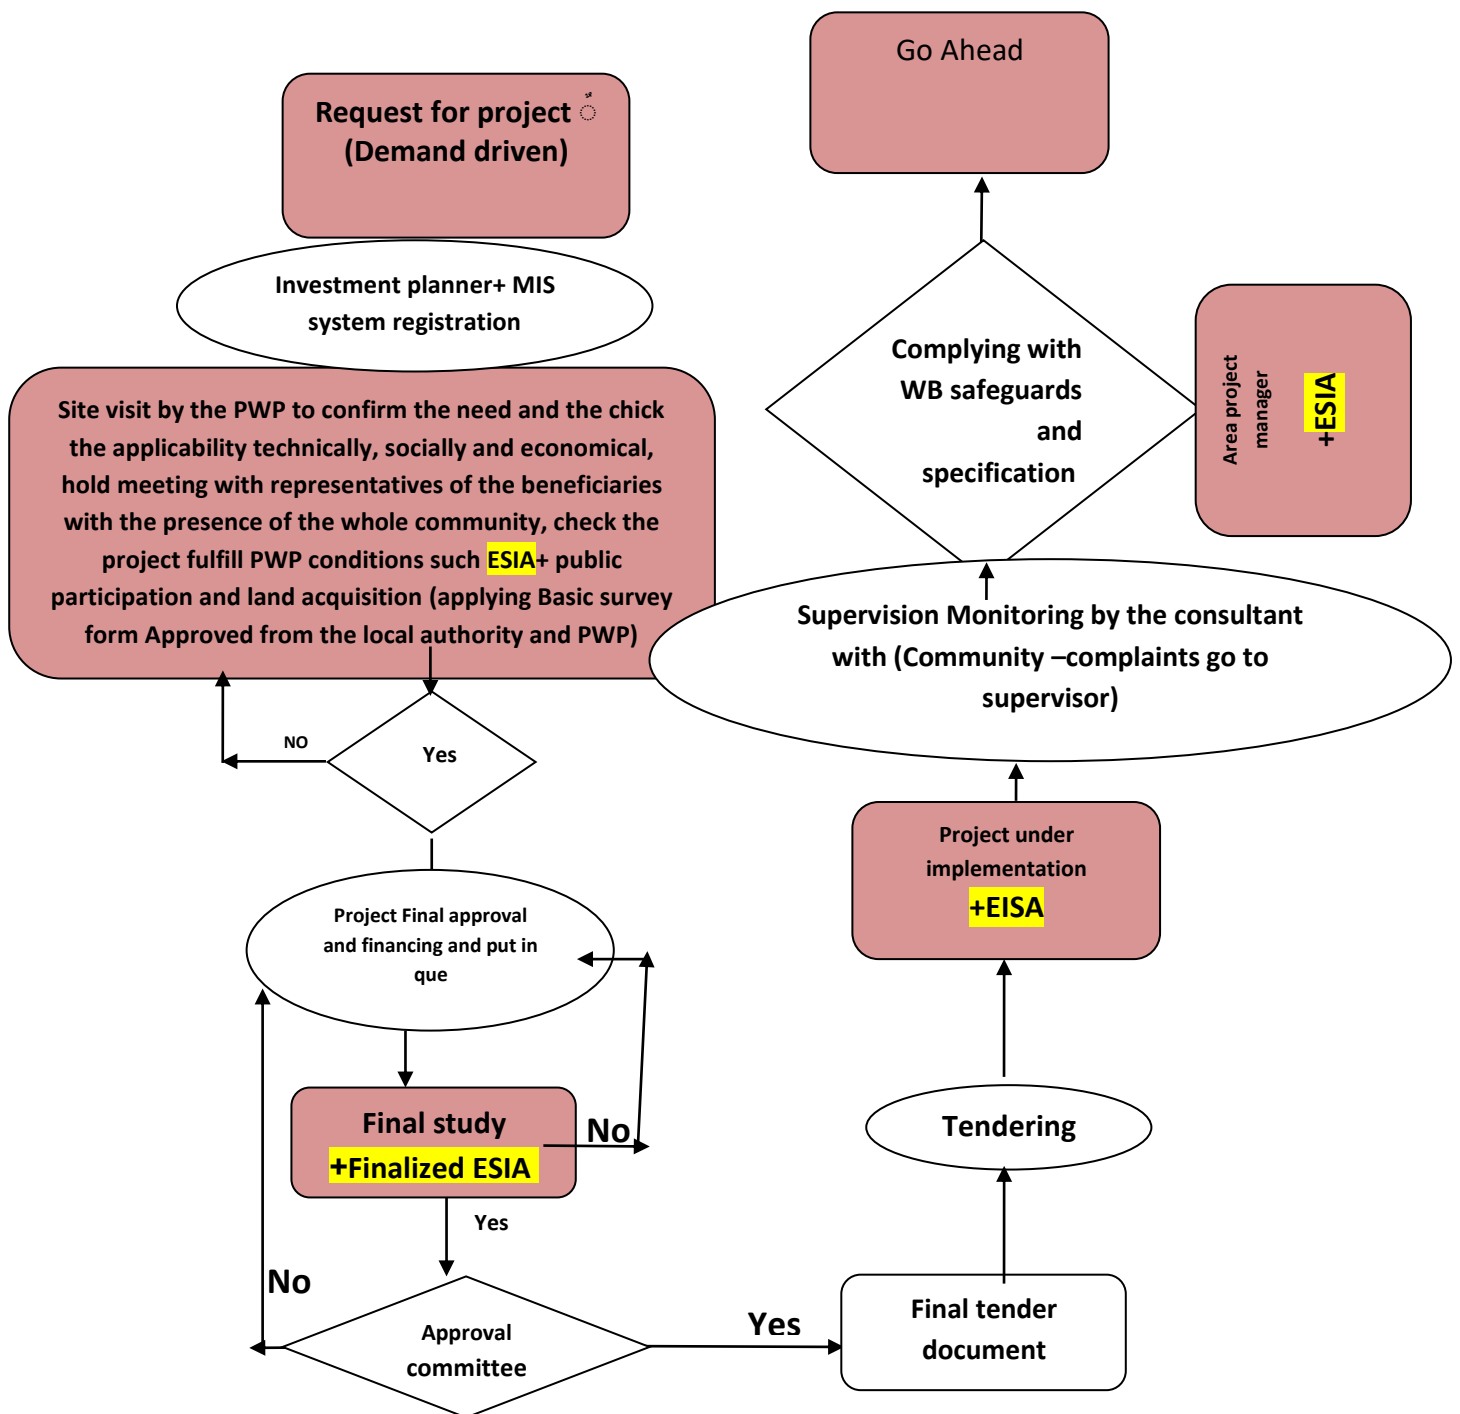 Request for project
(Demand driven)
Investment planner+ MIS
system registration
Site visit by the PWP to confirm the need and the chick
the applicability technically, socially and economical,
hold meeting with representatives of the beneficiaries
with the presence of the whole community, check the
project fulfill PWP conditions such ESIA+ public
participation and land acquisition (applying Basic survey
form Approved from the local authority and PWP)
NO
Yes
Project Final approval
and financing and put in
que
Final study
+Finalized ESIA
No
Yes
No
Approval
committee
Yes
Final tender
document
Tendering
Project under
implementation
+EISA
Supervision Monitoring by the consultant
with (Community –complaints go to
supervisor)
Complying with
WB safeguards
and
specification
Area project
manager
+ESIA
Go Ahead